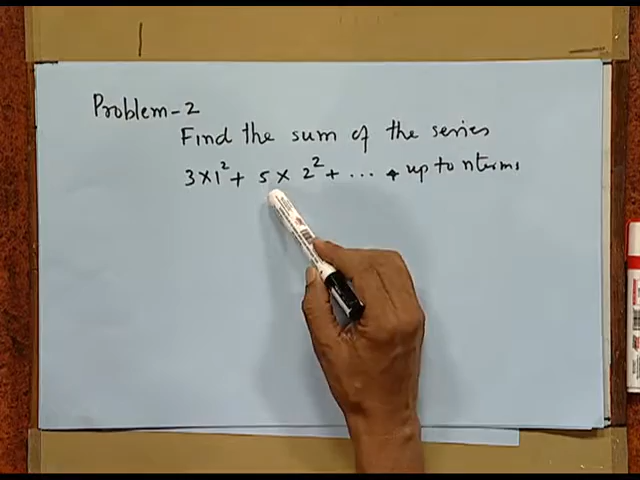 Problem-2
Find the sum of the series
3×1² + 5×2² + ... + up to n terms